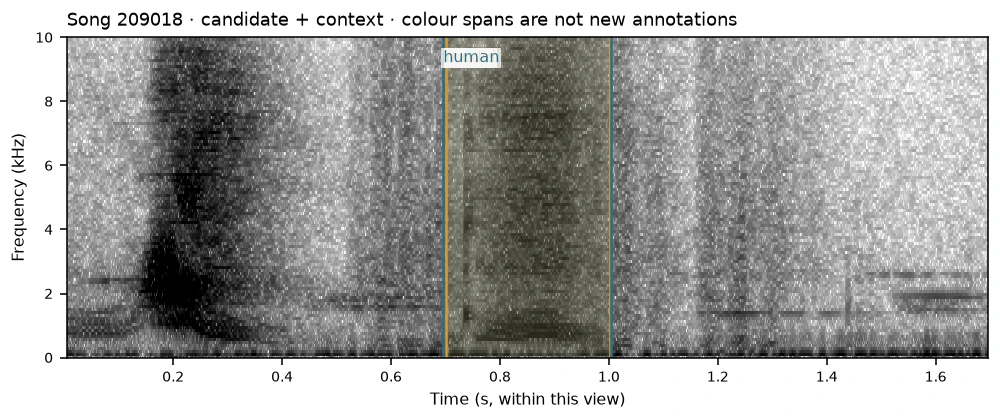 Song 209018 · candidate + context · colour spans are not new annotations
human
10
8
6
4
2
0
Frequency (kHz)
0.2 0.4 0.6 0.8 1.0 1.2 1.4 1.6
Time (s, within this view)